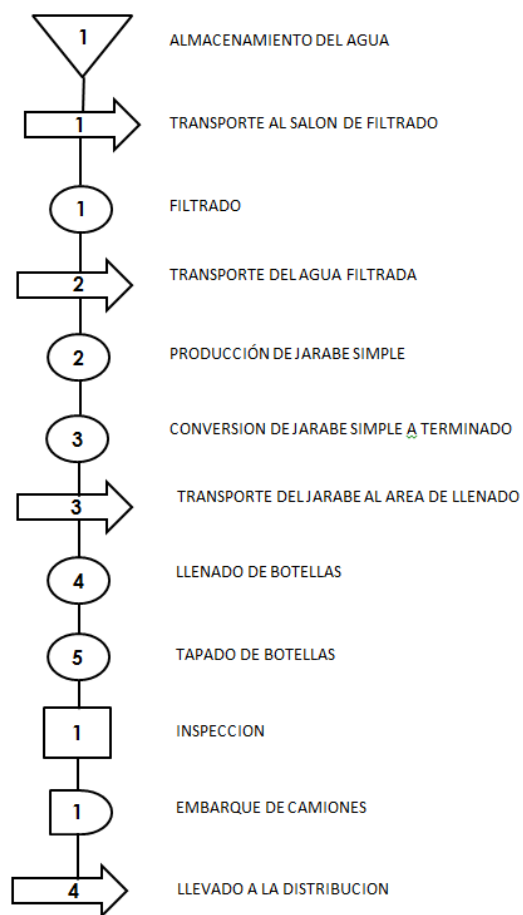 1 ALMACENAMIENTO DEL AGUA
1 TRANSPORTE AL SALON DE FILTRADO
1 FILTRADO
2 TRANSPORTE DEL AGUA FILTRADA
2 PRODUCCIÓN DE JARABE SIMPLE
3 CONVERSION DE JARABE SIMPLE A TERMINADO
3 TRANSPORTE DEL JARABE AL AREA DE LLENADO
4 LLENADO DE BOTELLAS
5 TAPADO DE BOTELLAS
1 INSPECCION
1 EMBARQUE DE CAMIONES
4 LLEVADO A LA DISTRIBUCION